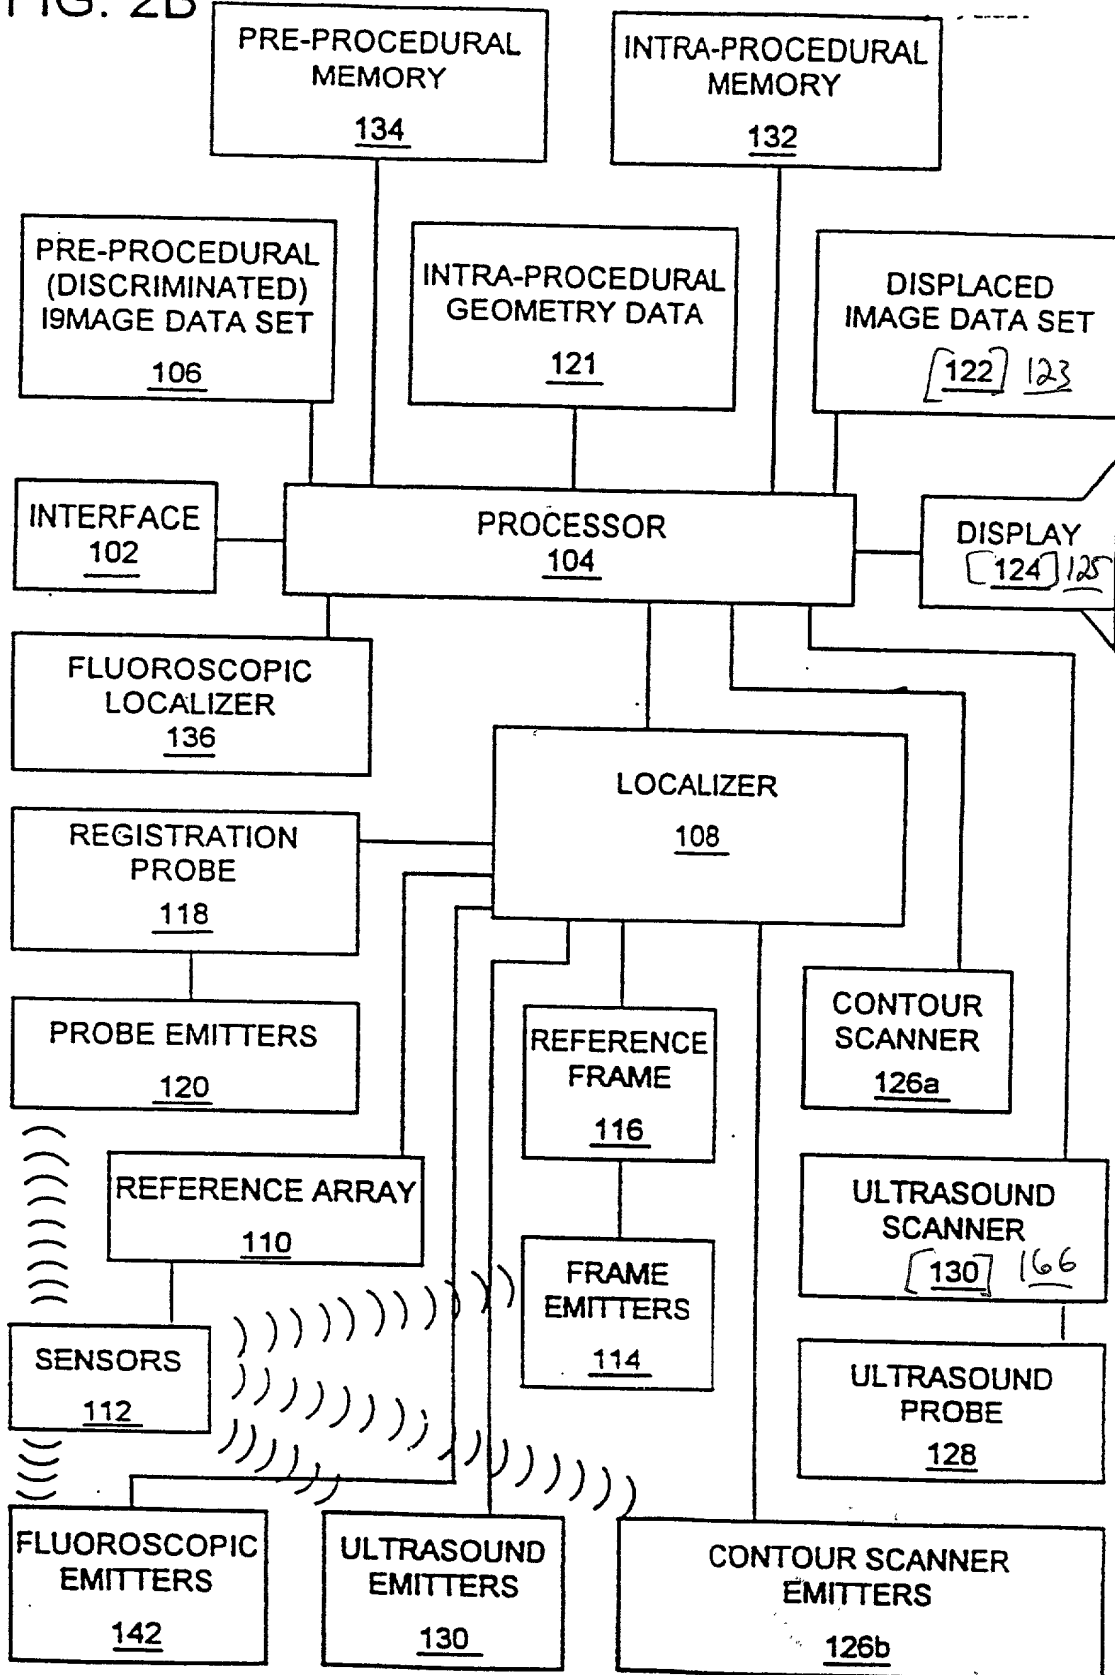 FIG. 2B
PRE-PROCEDURAL
MEMORY
134
INTRA-PROCEDURAL
MEMORY
132
PRE-PROCEDURAL
(DISCRIMINATED)
I9MAGE DATA SET
106
INTRA-PROCEDURAL
GEOMETRY DATA
121
DISPLACED
IMAGE DATA SET
[122] 123
INTERFACE
102
PROCESSOR
104
DISPLAY
[124] 125
FLUOROSCOPIC
LOCALIZER
136
LOCALIZER
108
REGISTRATION
PROBE
118
PROBE EMITTERS
120
REFERENCE
FRAME
116
CONTOUR
SCANNER
126a
REFERENCE ARRAY
110
ULTRASOUND
SCANNER
[130] 166
FRAME
EMITTERS
114
SENSORS
112
ULTRASOUND
PROBE
128
FLUOROSCOPIC
EMITTERS
142
ULTRASOUND
EMITTERS
130
CONTOUR SCANNER
EMITTERS
126b